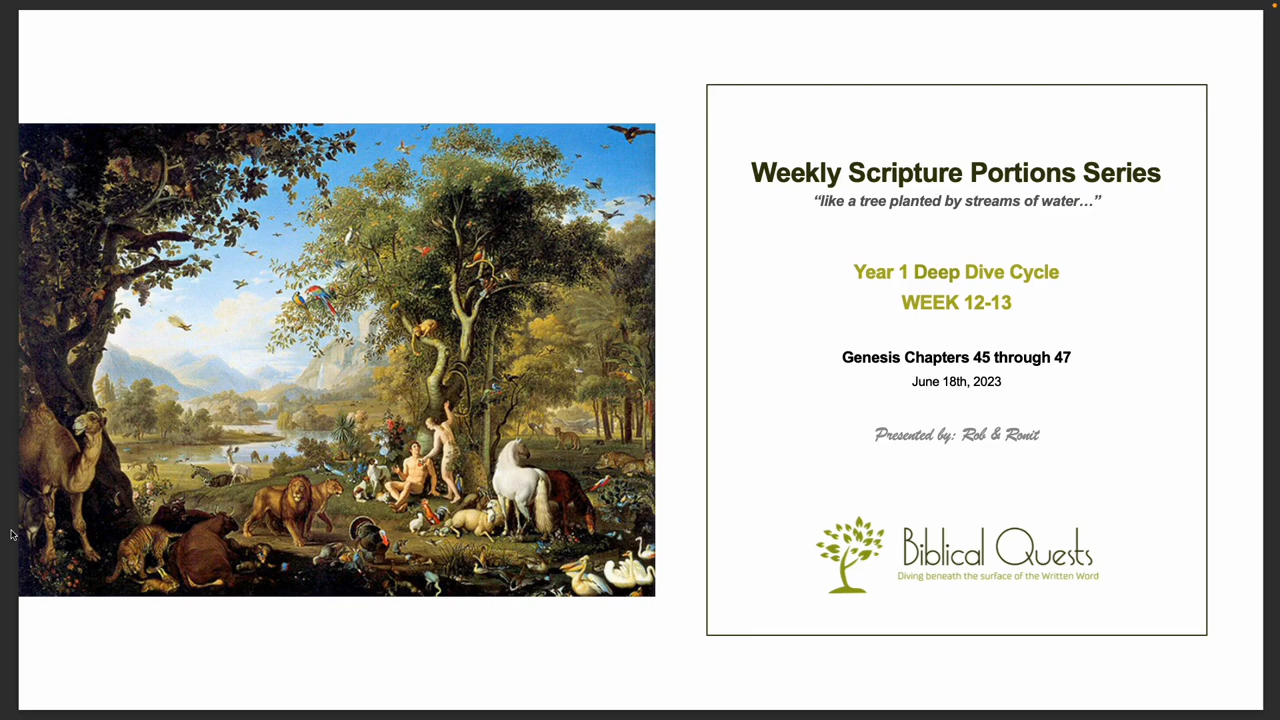 Weekly Scripture Portions Series
“like a tree planted by streams of water…”
Year 1 Deep Dive Cycle
WEEK 12-13
Genesis Chapters 45 through 47
June 18th, 2023
Presented by: Rob & Ronit
Biblical Quests
Diving beneath the surface of the Written Word